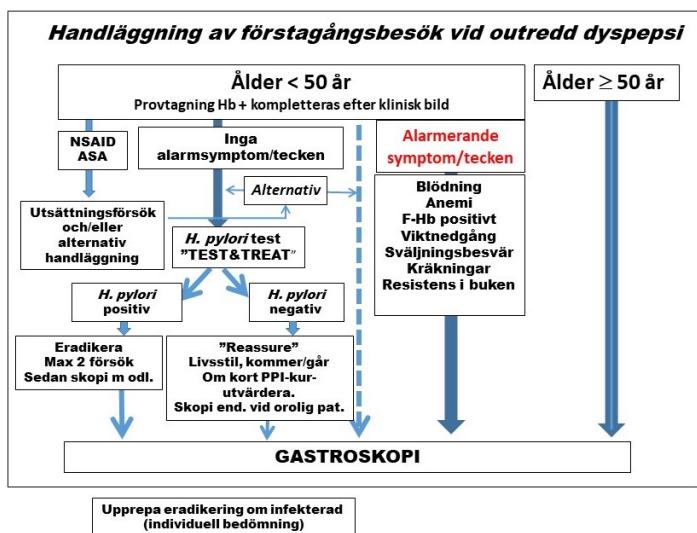 Handläggning av förstagångsbesök vid outredd dyspepsi
Ålder < 50 år
Provtagning Hb + kompletteras efter klinisk bild
Ålder ≥ 50 år
NSAID
ASA
Inga
alarmsymptom/tecken
Alarmerande
symptom/tecken
Alternativ
Utsättningsförsök
och/eller
alternativ
handläggning
H. pylori test
"TEST&TREAT"
Blödning
Anemi
F-Hb positivt
Viktnedgång
Sväljningsbesvär
Kräkningar
Resistens i buken
H. pylori
positiv
H. pylori
negativ
Eradikera
Max 2 försök
Sedan skopi m odl.
"Reassure"
Livsstil, kommer/går
Om kort PPI-kur-
utvärdera.
Skopi end. vid orolig pat.
GASTROSKOPI
Upprepa eradikering om infekterad
(individuell bedömning)